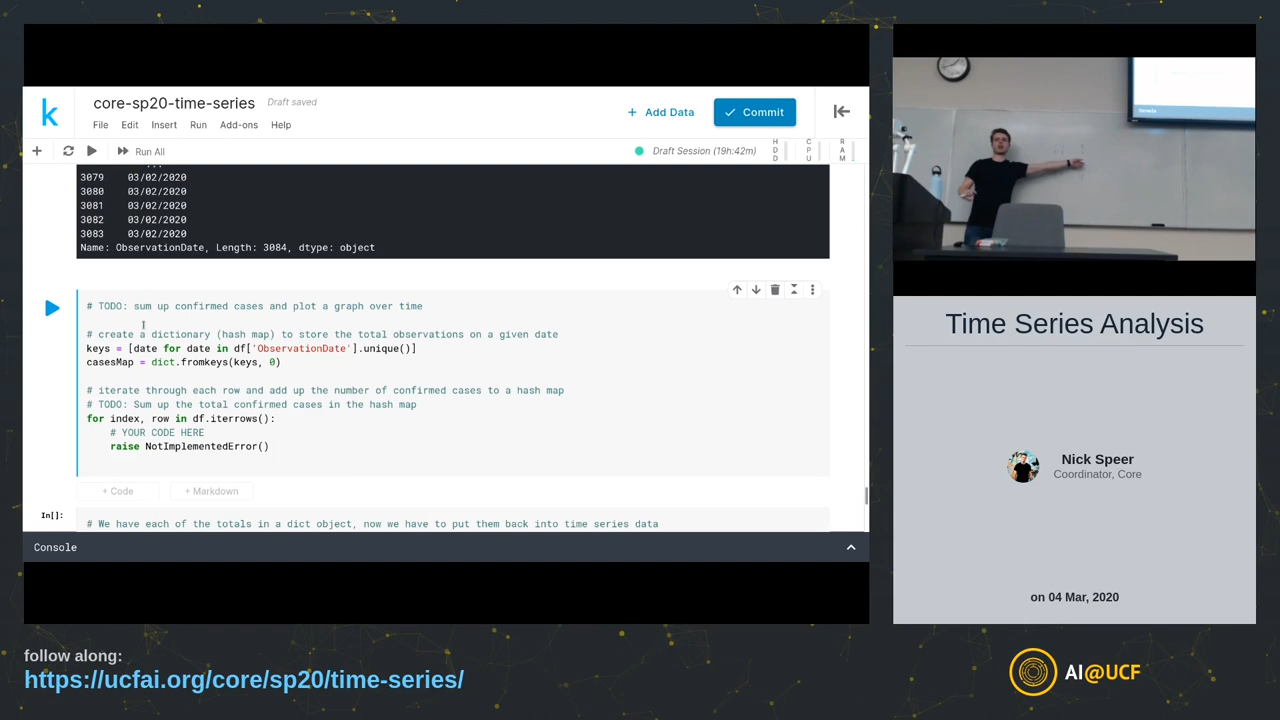 core-sp20-time-series Draft saved
File Edit Insert Run Add-ons Help
+ Add Data
Commit
Run All
Draft Session (19h:42m)
HDD
CPU
RAM
3079 03/02/2020
3080 03/02/2020
3081 03/02/2020
3082 03/02/2020
3083 03/02/2020
Name: ObservationDate, Length: 3084, dtype: object
# TODO: sum up confirmed cases and plot a graph over time
# create a dictionary (hash map) to store the total observations on a given date
keys = [date for date in df['ObservationDate'].unique()]
casesMap = dict.fromkeys(keys, 0)
# iterate through each row and add up the number of confirmed cases to a hash map
# TODO: Sum up the total confirmed cases in the hash map
for index, row in df.iterrows():
# YOUR CODE HERE
raise NotImplementedError()
+ Code + Markdown
In[]:
# We have each of the totals in a dict object, now we have to put them back into time series data
Console
Time Series Analysis
Nick Speer
Coordinator, Core
on 04 Mar, 2020
follow along:
https://ucfai.org/core/sp20/time-series/
AI@UCF